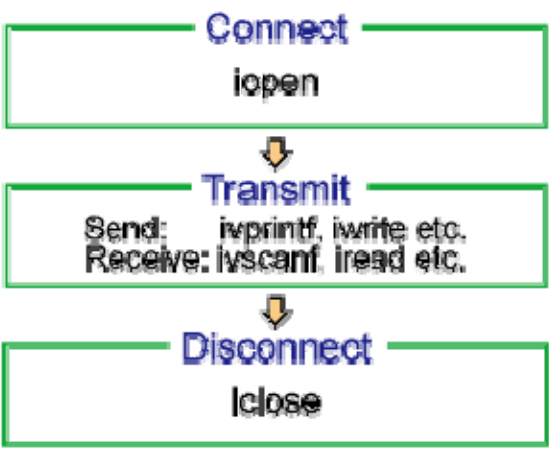 Connect
iopen
Transmit
Send: ivprintf, iwrite etc.
Receive: ivscanf, iread etc.
Disconnect
Iclose